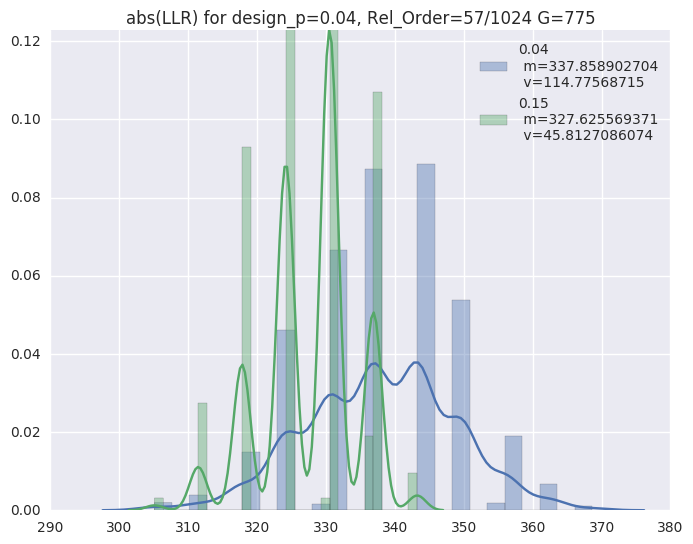 abs(LLR) for design_p=0.04, Rel_Order=57/1024 G=775
0.04
m=337.858902704
v=114.77568715
0.15
m=327.625569371
v=45.8127086074
0.12
0.10
0.08
0.06
0.04
0.02
0.00
290 300 310 320 330 340 350 360 370 380